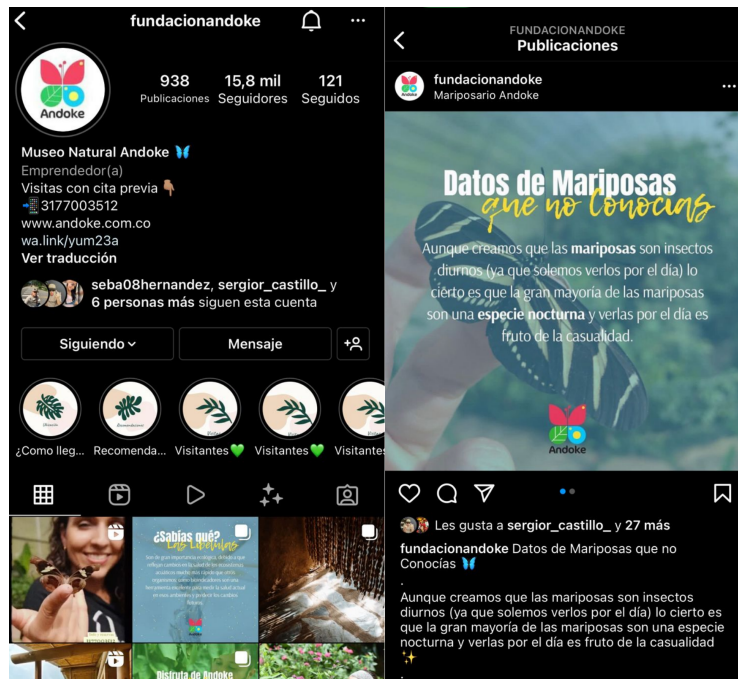 fundacionandoke
Andoke
938
15,8 mil
121
Publicaciones
Seguidores
Seguidos
Museo Natural Andoke
Emprendedor(a)
Visitas con cita previa
3177003512
www.andoke.com.co
wa.link/yum23a
Ver traducción
seba08hernandez, sergior_castillo_ y
6 personas más siguen esta cuenta
Siguiendo
Mensaje
¿Como lleg...
Recomenda...
Visitantes
Visitantes
Visitantes
¿Sabías qué?
Las Libélulas
Andoke
Disfruta de Andoke
FUNDACIONANDOKE
Publicaciones
fundacionandoke
Mariposario Andoke
Datos de Mariposas
que no Conocías
Aunque creamos que las mariposas son insectos
diurnos (ya que solemos verlos por el día) lo
cierto es que la gran mayoría de las mariposas
son una especie nocturna y verlas por el día es
fruto de la casualidad.
Andoke
Les gusta a sergior_castillo_ y 27 más
fundacionandoke Datos de Mariposas que no
Conocías
.
Aunque creamos que las mariposas son insectos
diurnos (ya que solemos verlos por el día) lo cierto es
que la gran mayoría de las mariposas son una especie
nocturna y verlas por el día es fruto de la casualidad
.